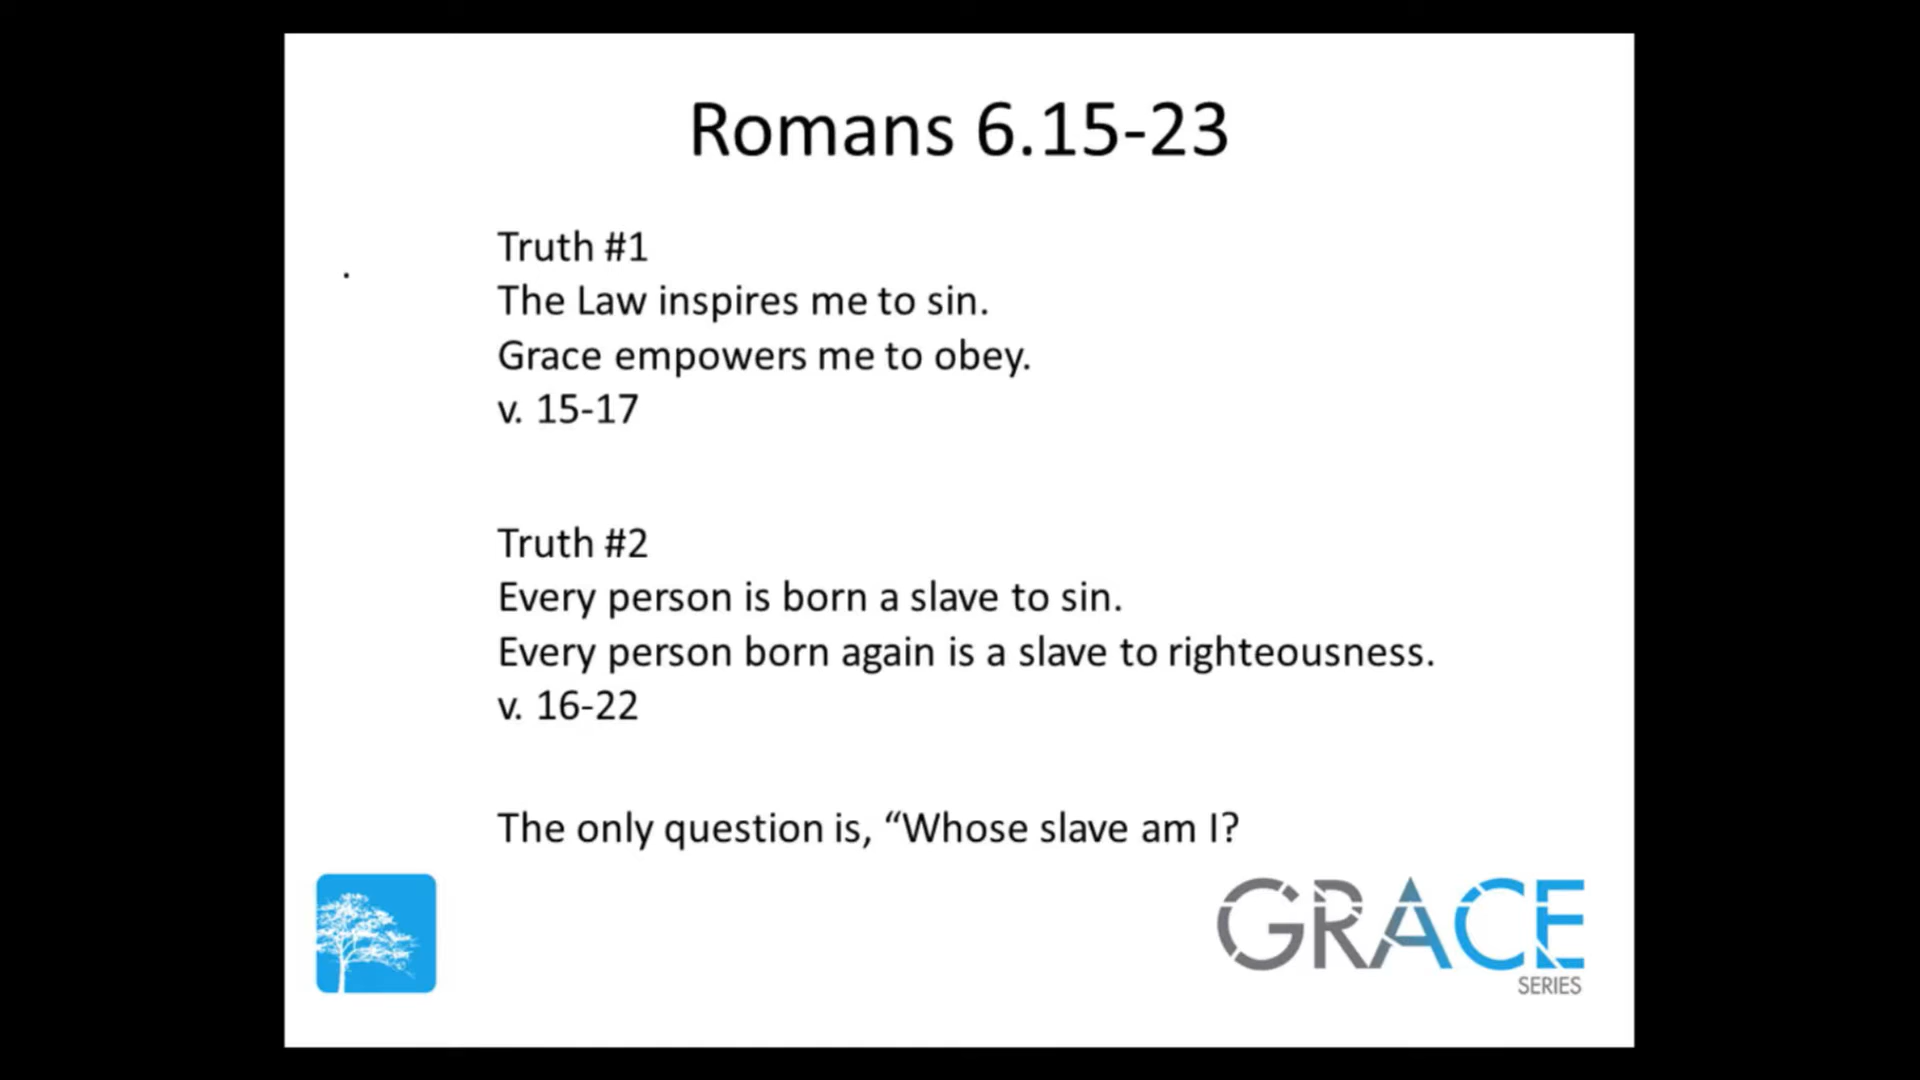 Romans 6.15-23
Truth #1
The Law inspires me to sin.
Grace empowers me to obey.
v. 15-17
Truth #2
Every person is born a slave to sin.
Every person born again is a slave to righteousness.
v. 16-22
The only question is, “Whose slave am I?
GRACE
SERIES